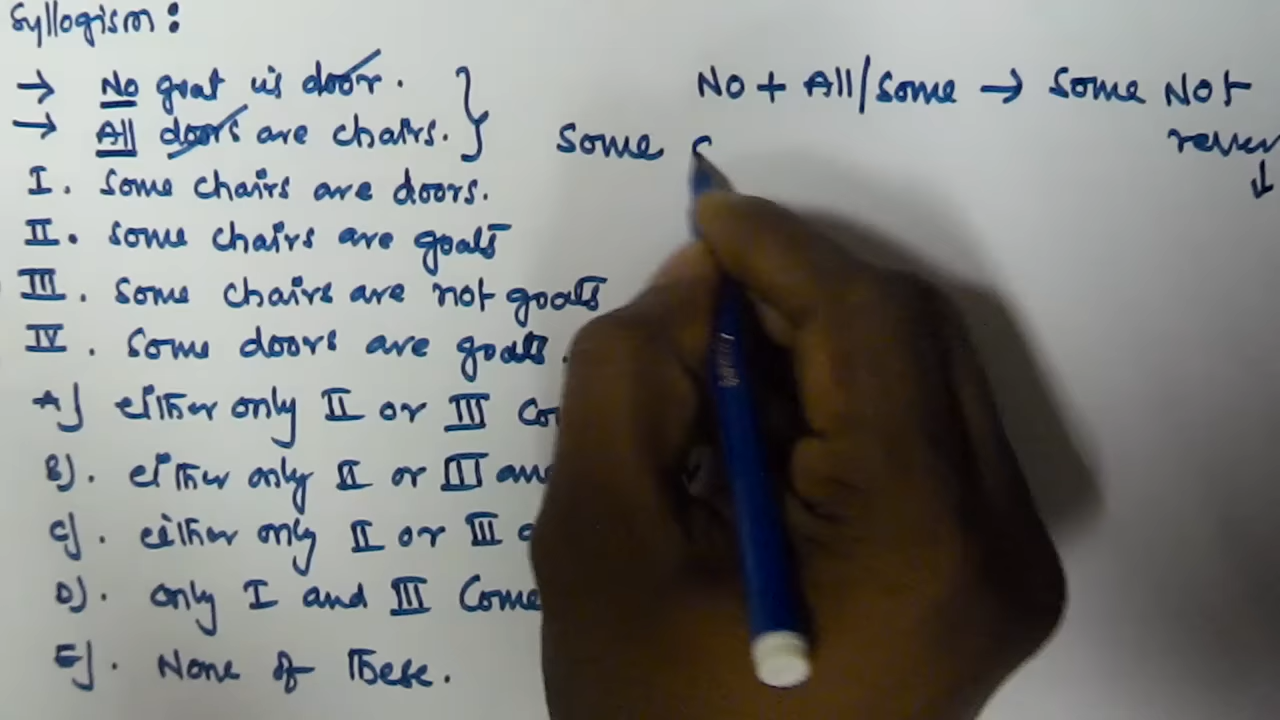 Syllogism:
→ No goat is door.
→ All doors are chairs.
No + All/Some → Some Not
Some
I. Some chairs are doors.
II. Some chairs are goats
III. Some chairs are not goats
IV. Some doors are goats.
A) either only II or III
B). either only II or III
C). either only II or III
D). only I and III
E). None of These.